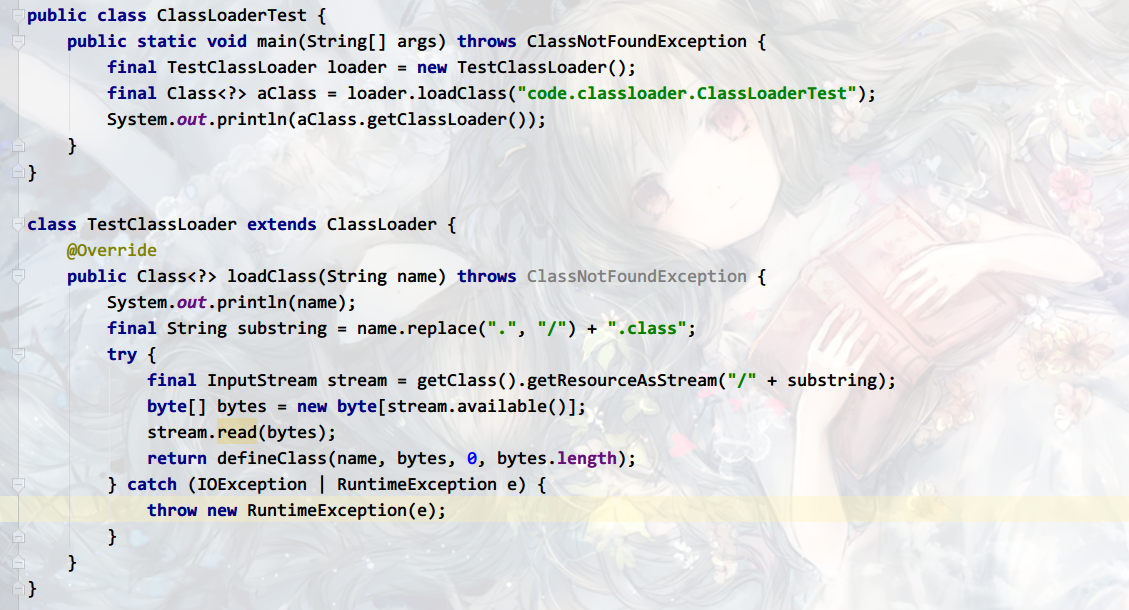 public class ClassLoaderTest {
    public static void main(String[] args) throws ClassNotFoundException {
        final TestClassLoader loader = new TestClassLoader();
        final Class<?> aClass = loader.loadClass("code.classloader.ClassLoaderTest");
        System.out.println(aClass.getClassLoader());
    }
}
class TestClassLoader extends ClassLoader {
    @Override
    public Class<?> loadClass(String name) throws ClassNotFoundException {
        System.out.println(name);
        final String substring = name.replace(".", "/") + ".class";
        try {
            final InputStream stream = getClass().getResourceAsStream("/" + substring);
            byte[] bytes = new byte[stream.available()];
            stream.read(bytes);
            return defineClass(name, bytes, 0, bytes.length);
        } catch (IOException | RuntimeException e) {
            throw new RuntimeException(e);
        }
    }
}